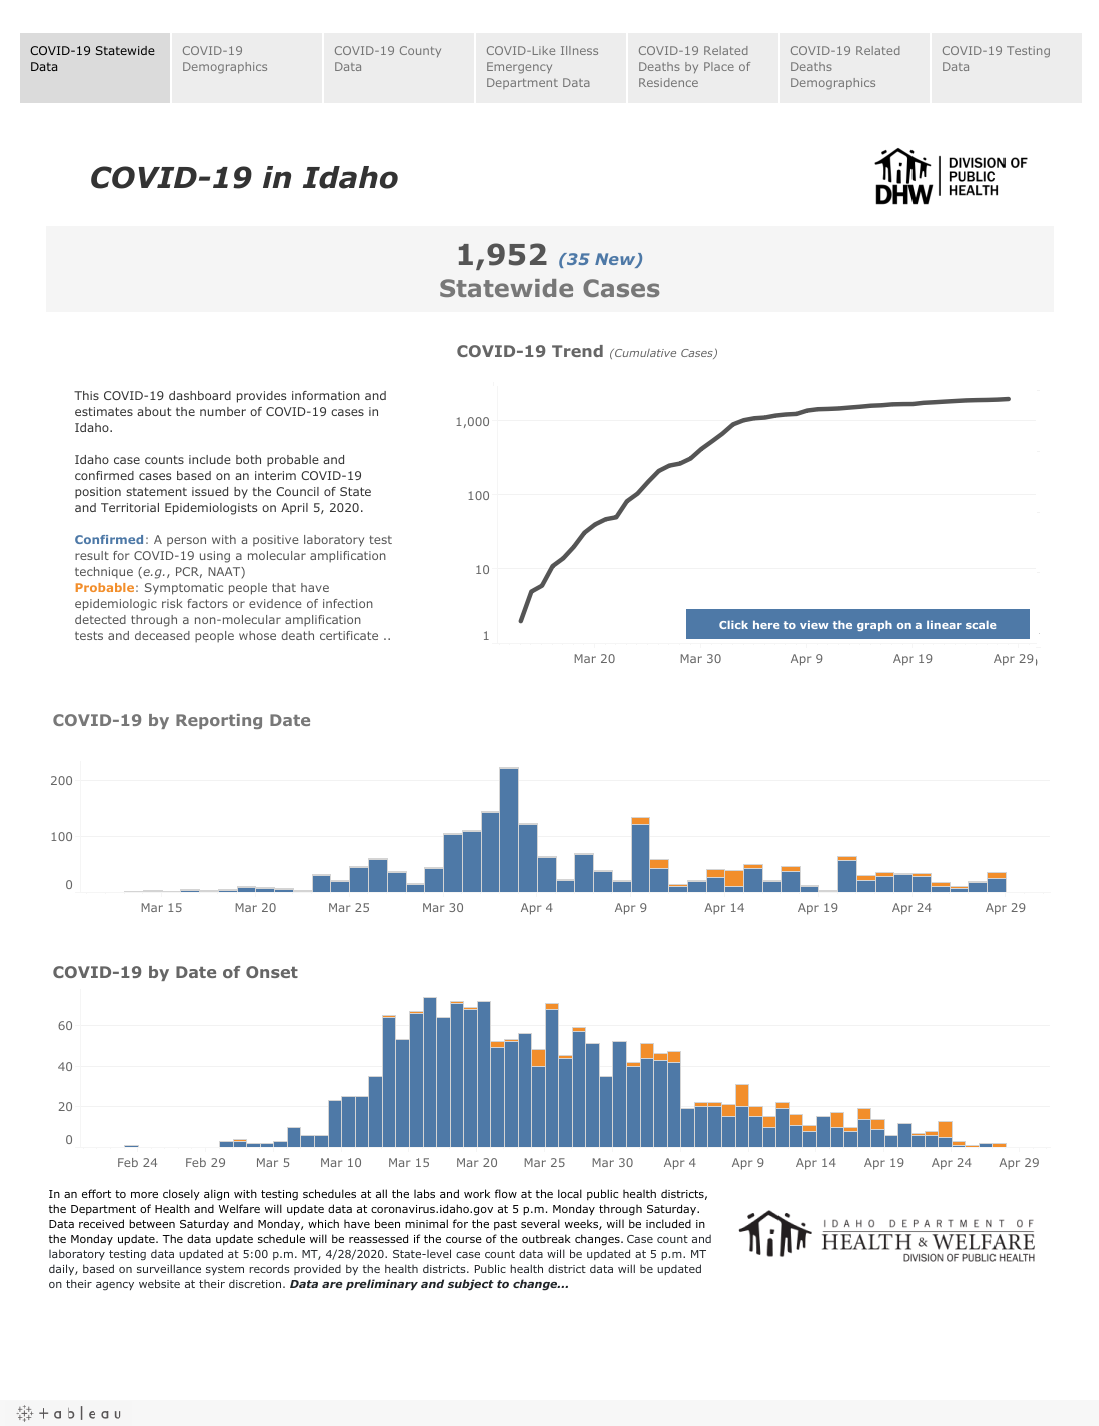 COVID-19 Statewide Data
COVID-19 Demographics
COVID-19 County Data
COVID-Like Illness Emergency Department Data
COVID-19 Related Deaths by Place of Residence
COVID-19 Related Deaths Demographics
COVID-19 Testing Data
COVID-19 in Idaho
DHW
DIVISION OF
PUBLIC
HEALTH
1,952 (35 New)
Statewide Cases
COVID-19 Trend (Cumulative Cases)
This COVID-19 dashboard provides information and
estimates about the number of COVID-19 cases in
Idaho.
Idaho case counts include both probable and
confirmed cases based on an interim COVID-19
position statement issued by the Council of State
and Territorial Epidemiologists on April 5, 2020.
Confirmed: A person with a positive laboratory test
result for COVID-19 using a molecular amplification
technique (e.g., PCR, NAAT)
Probable: Symptomatic people that have
epidemiologic risk factors or evidence of infection
detected through a non-molecular amplification
tests and deceased people whose death certificate ..
1,000
100
10
1
Click here to view the graph on a linear scale
Mar 20 Mar 30 Apr 9 Apr 19 Apr 29
COVID-19 by Reporting Date
200
100
0
Mar 15 Mar 20 Mar 25 Mar 30 Apr 4 Apr 9 Apr 14 Apr 19 Apr 24 Apr 29
COVID-19 by Date of Onset
60
40
20
0
Feb 24 Feb 29 Mar 5 Mar 10 Mar 15 Mar 20 Mar 25 Mar 30 Apr 4 Apr 9 Apr 14 Apr 19 Apr 24 Apr 29
In an effort to more closely align with testing schedules at all the labs and work flow at the local public health districts,
the Department of Health and Welfare will update data at coronavirus.idaho.gov at 5 p.m. Monday through Saturday.
Data received between Saturday and Monday, which have been minimal for the past several weeks, will be included in
the Monday update. The data update schedule will be reassessed if the course of the outbreak changes. Case count and
laboratory testing data updated at 5:00 p.m. MT, 4/28/2020. State-level case count data will be updated at 5 p.m. MT
daily, based on surveillance system records provided by the health districts. Public health district data will be updated
on their agency website at their discretion. Data are preliminary and subject to change...
IDAHO DEPARTMENT OF
HEALTH & WELFARE
DIVISION OF PUBLIC HEALTH
tableau